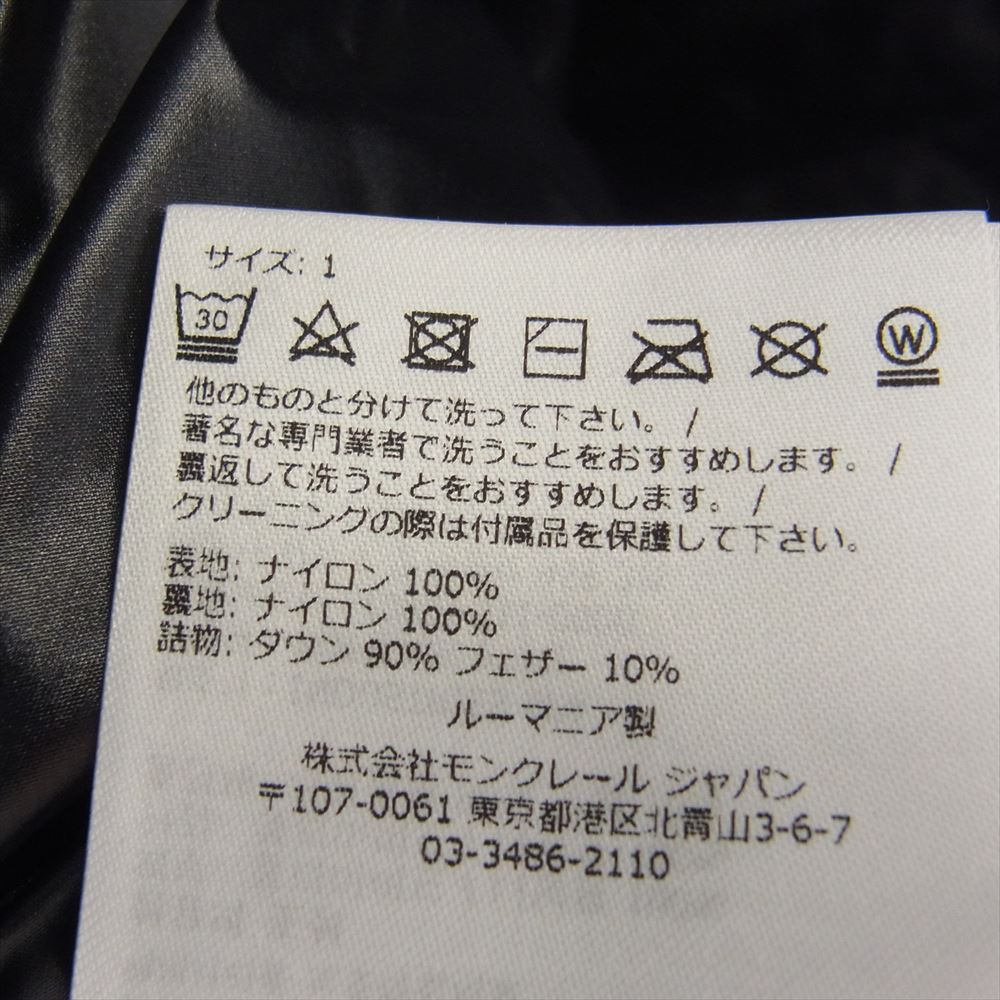 サイズ: 1
30
W
他のものと分けて洗って下さい。 /
著名な専門業者で洗うことをおすすめします。 /
裏返して洗うことをおすすめします。 /
クリーニングの際は付属品を保護して下さい。
表地: ナイロン 100%
裏地: ナイロン 100%
詰物: ダウン 90% フェザー 10%
ルーマニア製
株式会社モンクレール ジャパン
〒107-0061 東京都港区北青山3-6-7
03-3486-2110